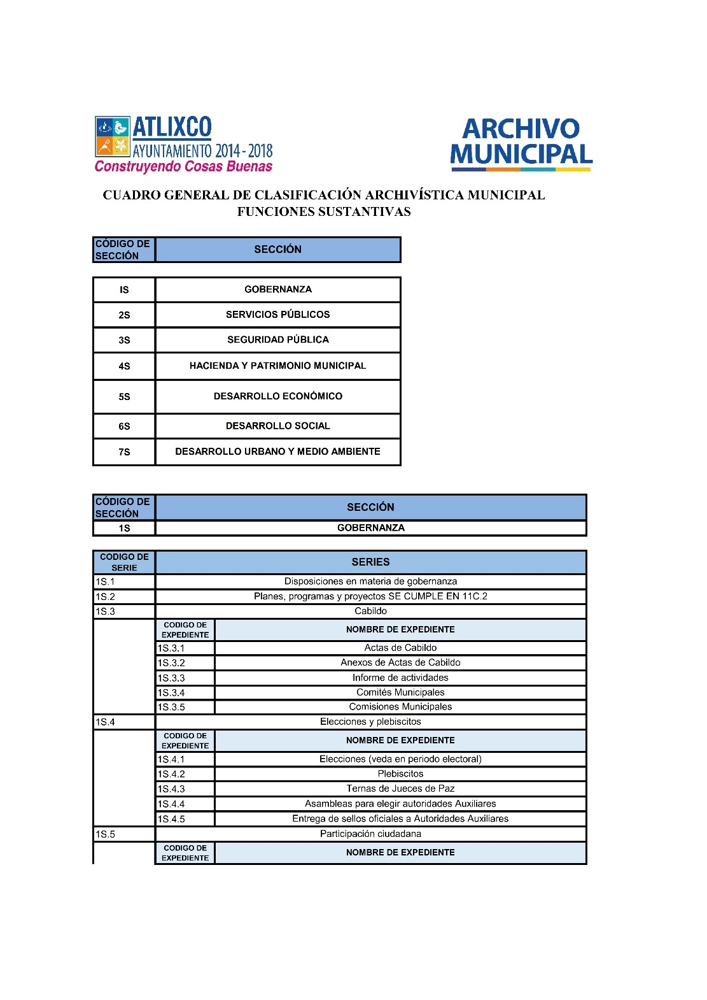 ATLIXCO
AYUNTAMIENTO 2014-2018
Construyendo Cosas Buenas
ARCHIVO
MUNICIPAL
CUADRO GENERAL DE CLASIFICACIÓN ARCHIVÍSTICA MUNICIPAL
FUNCIONES SUSTANTIVAS
CÓDIGO DE
SECCIÓN
SECCIÓN
IS GOBERNANZA
2S SERVICIOS PÚBLICOS
3S SEGURIDAD PÚBLICA
4S HACIENDA Y PATRIMONIO MUNICIPAL
5S DESARROLLO ECONÓMICO
6S DESARROLLO SOCIAL
7S DESARROLLO URBANO Y MEDIO AMBIENTE
CÓDIGO DE
SECCIÓN
SECCIÓN
1S GOBERNANZA
CODIGO DE
SERIE
SERIES
1S.1 Disposiciones en materia de gobernanza
1S.2 Planes, programas y proyectos SE CUMPLE EN 11C.2
1S.3 Cabildo
CODIGO DE
EXPEDIENTE
NOMBRE DE EXPEDIENTE
1S.3.1 Actas de Cabildo
1S.3.2 Anexos de Actas de Cabildo
1S.3.3 Informe de actividades
1S.3.4 Comités Municipales
1S.3.5 Comisiones Municipales
1S.4 Elecciones y plebiscitos
CODIGO DE
EXPEDIENTE
NOMBRE DE EXPEDIENTE
1S.4.1 Elecciones (veda en periodo electoral)
1S.4.2 Plebiscitos
1S.4.3 Ternas de Jueces de Paz
1S.4.4 Asambleas para elegir autoridades Auxiliares
1S.4.5 Entrega de sellos oficiales a Autoridades Auxiliares
1S.5 Participación ciudadana
CODIGO DE
EXPEDIENTE
NOMBRE DE EXPEDIENTE